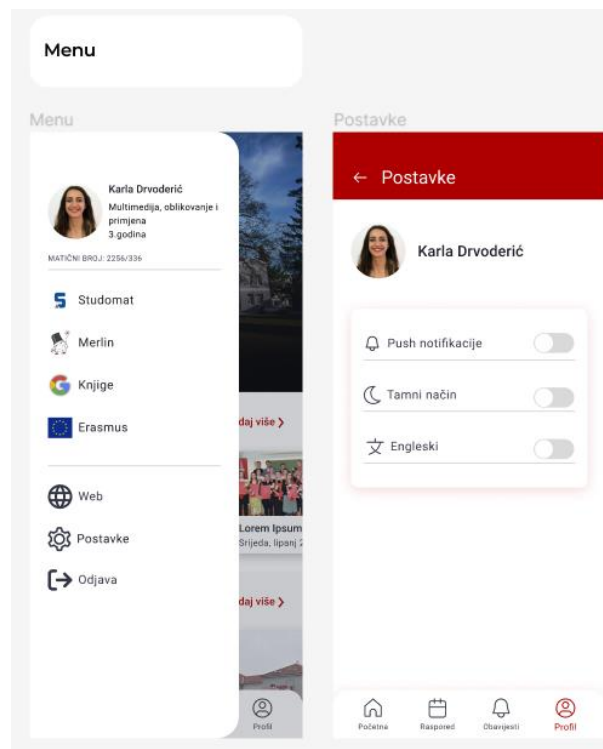 Menu
Menu
Karla Drvoderić
Multimedija, oblikovanje i
primjena
3.godina
MATIČNI BROJ: 2256/336
Studomat
Merlin
Knjige
Erasmus
Web
Postavke
Odjava
daj više
Lorem Ipsum
Srijeda, lipanj 2
daj više
Profil
Postavke
← Postavke
Karla Drvoderić
Push notifikacije
Tamni način
文 Engleski
Početna Raspored Obavijesti Profil